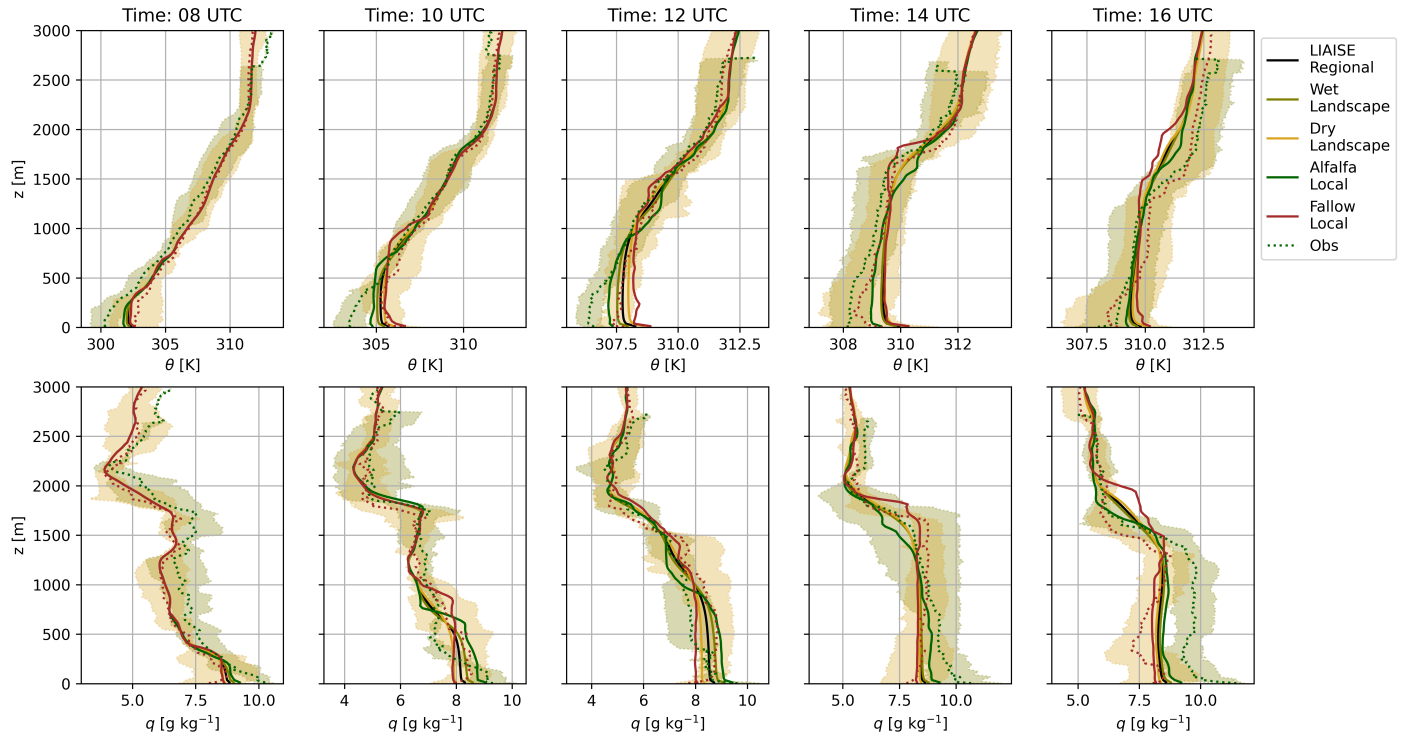 Time: 08 UTC
Time: 10 UTC
Time: 12 UTC
Time: 14 UTC
Time: 16 UTC
3000
2500
2000
1500
1000
500
0
z [m]
300 305 310
θ [K]
305 310
θ [K]
307.5 310.0 312.5
θ [K]
308 310 312
θ [K]
307.5 310.0 312.5
θ [K]
LIAISE
Regional
Wet
Landscape
Dry
Landscape
Alfalfa
Local
Fallow
Local
Obs
3000
2500
2000
1500
1000
500
0
z [m]
5.0 7.5 10.0
q [g kg⁻¹]
4 6 8 10
q [g kg⁻¹]
4 6 8 10
q [g kg⁻¹]
5.0 7.5 10.0
q [g kg⁻¹]
5.0 7.5 10.0
q [g kg⁻¹]